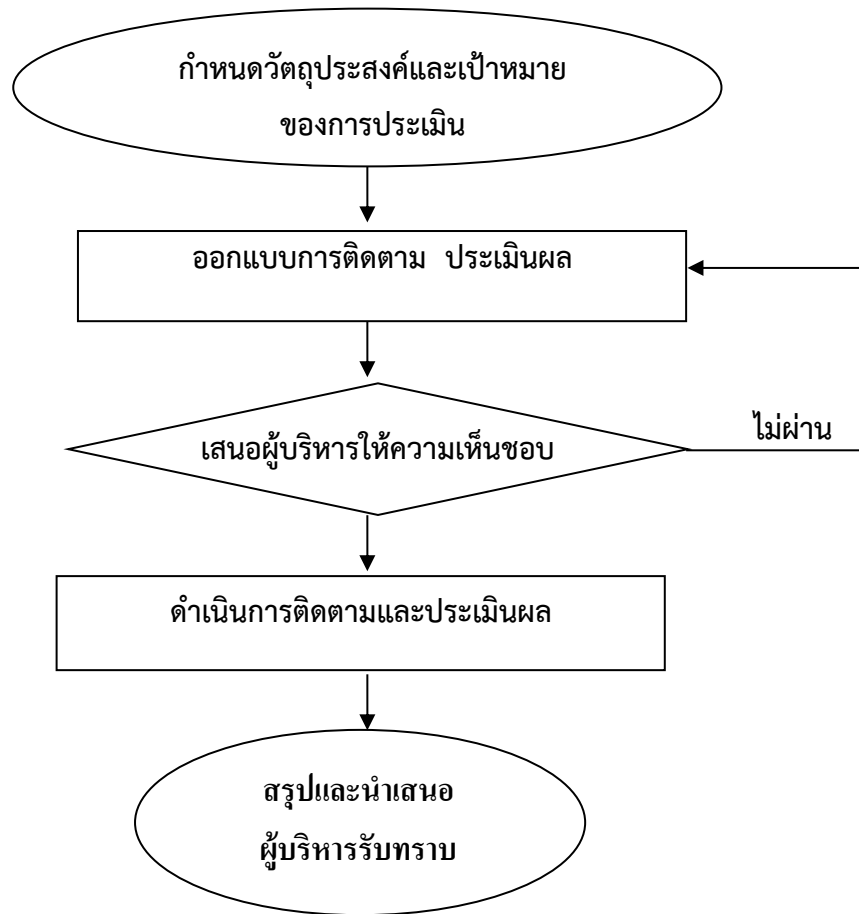 กำหนดวัตถุประสงค์และเป้าหมาย
ของการประเมิน
ออกแบบการติดตาม ประเมินผล
เสนอผู้บริหารให้ความเห็นชอบ
ไม่ผ่าน
ดำเนินการติดตามและประเมินผล
สรุปและนำเสนอ
ผู้บริหารรับทราบ